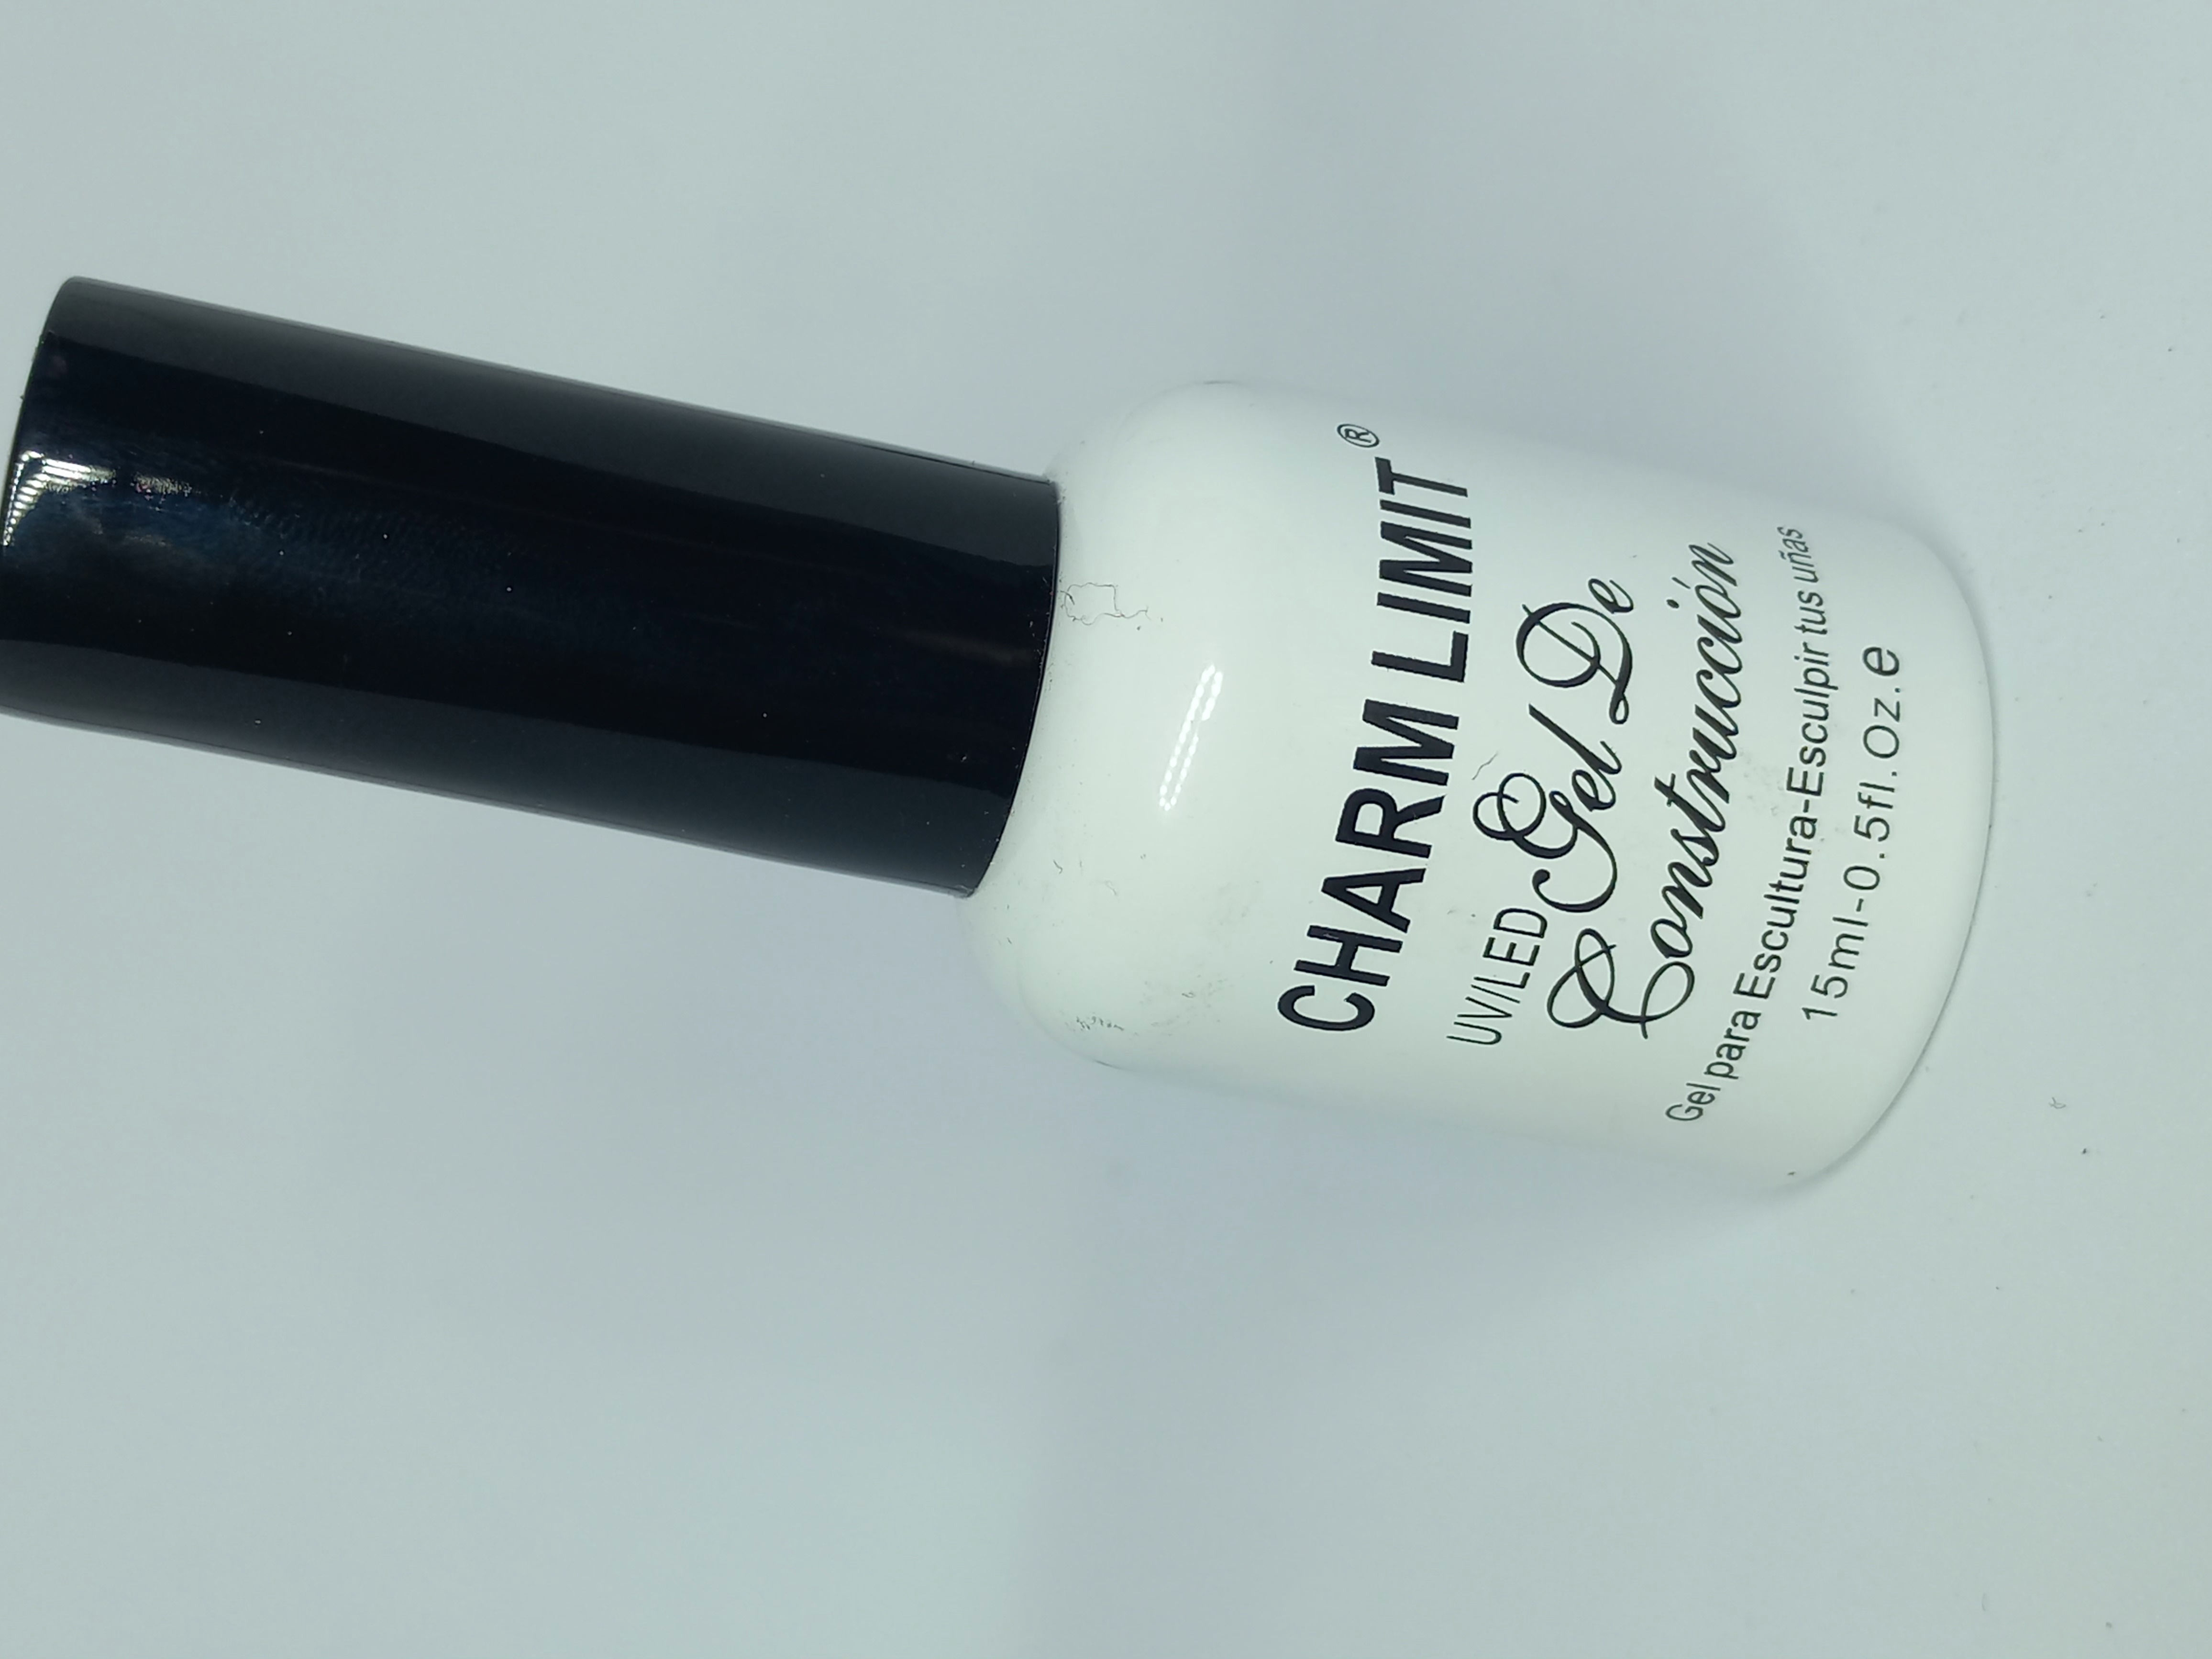 CHARM LIMIT®
UV/LED Gel De
Construcción
Gel para Escultura-Esculpir tus uñas
15ml-0.5fl.Oz.e